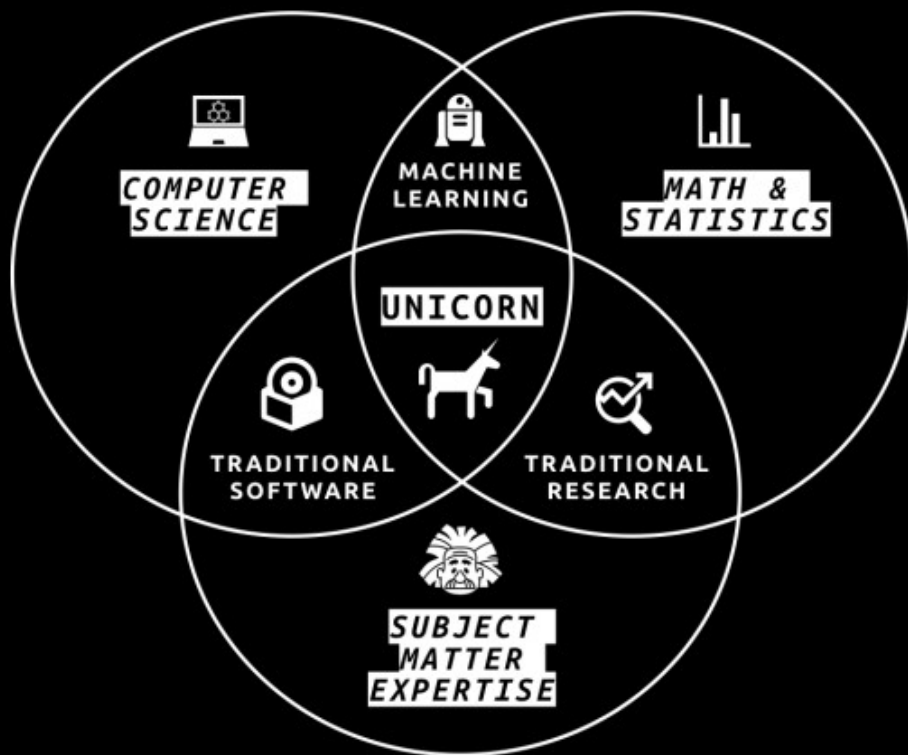 MACHINE
LEARNING
COMPUTER
SCIENCE
MATH &
STATISTICS
UNICORN
TRADITIONAL
SOFTWARE
TRADITIONAL
RESEARCH
SUBJECT
MATTER
EXPERTISE